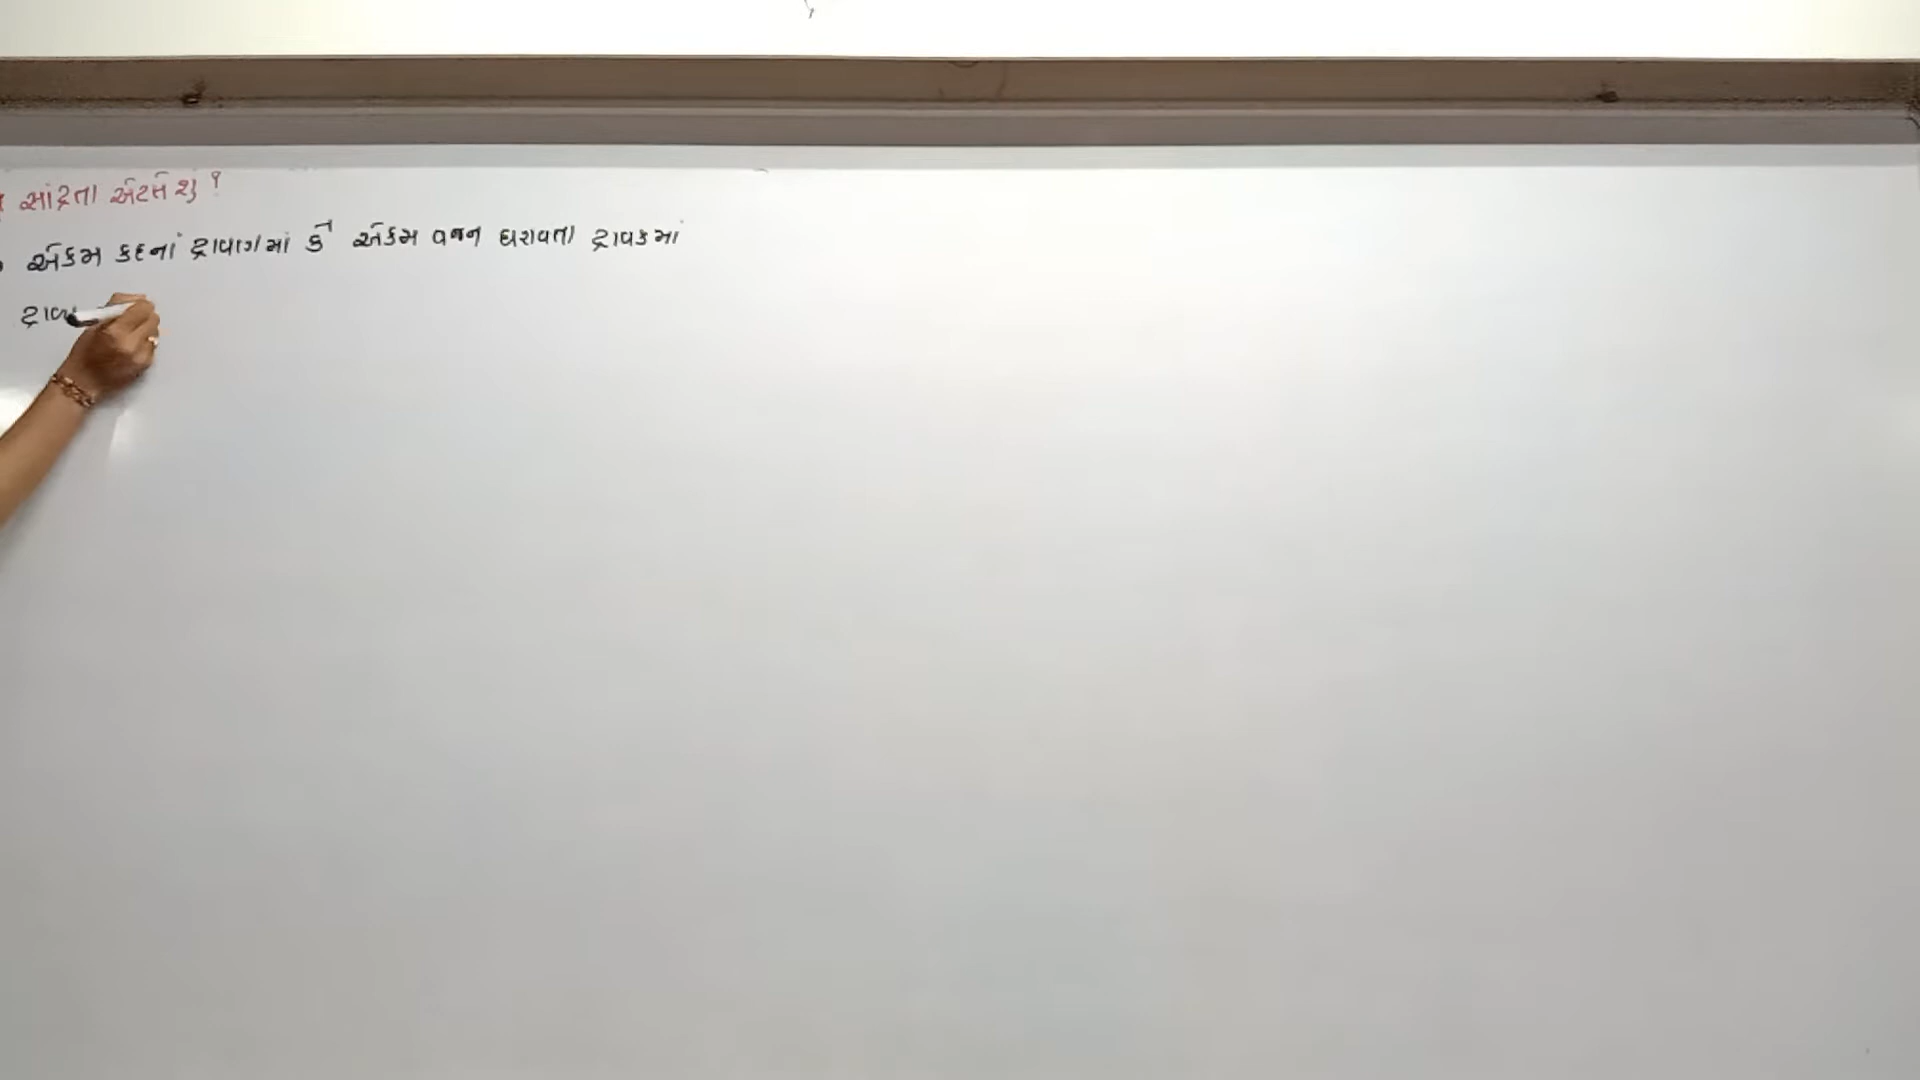 સાંદ્રતા એટલે શું ?
એકમ કદનાં દ્રાવણમાં કે એકમ વજન ધરાવતા દ્રાવકમાં
દ્રાવ્ય